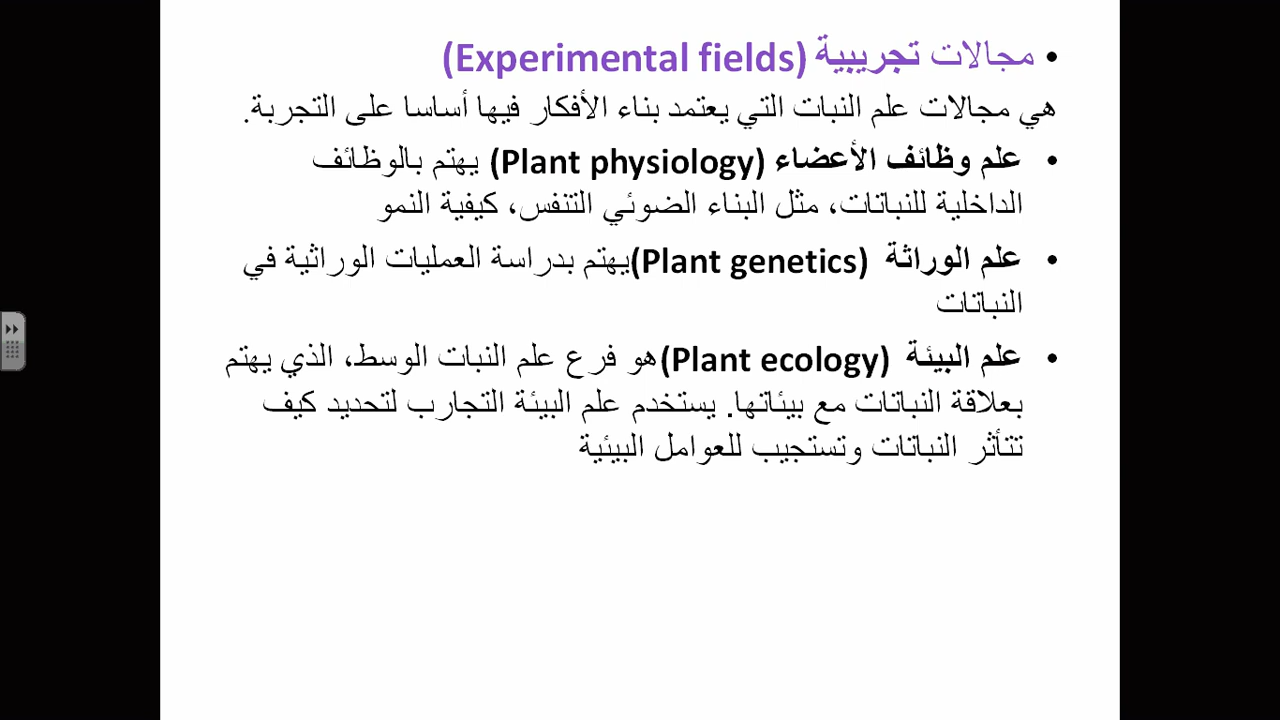 • مجالات تجريبية (Experimental fields)
هي مجالات علم النبات التي يعتمد بناء الأفكار فيها أساسا على التجربة.
• علم وظائف الأعضاء (Plant physiology) يهتم بالوظائف
الداخلية للنباتات، مثل البناء الضوئي التنفس، كيفية النمو
• علم الوراثة (Plant genetics)يهتم بدراسة العمليات الوراثية في
النباتات
• علم البيئة (Plant ecology)هو فرع علم النبات الوسط، الذي يهتم
بعلاقة النباتات مع بيئاتها. يستخدم علم البيئة التجارب لتحديد كيف
تتأثر النباتات وتستجيب للعوامل البيئية